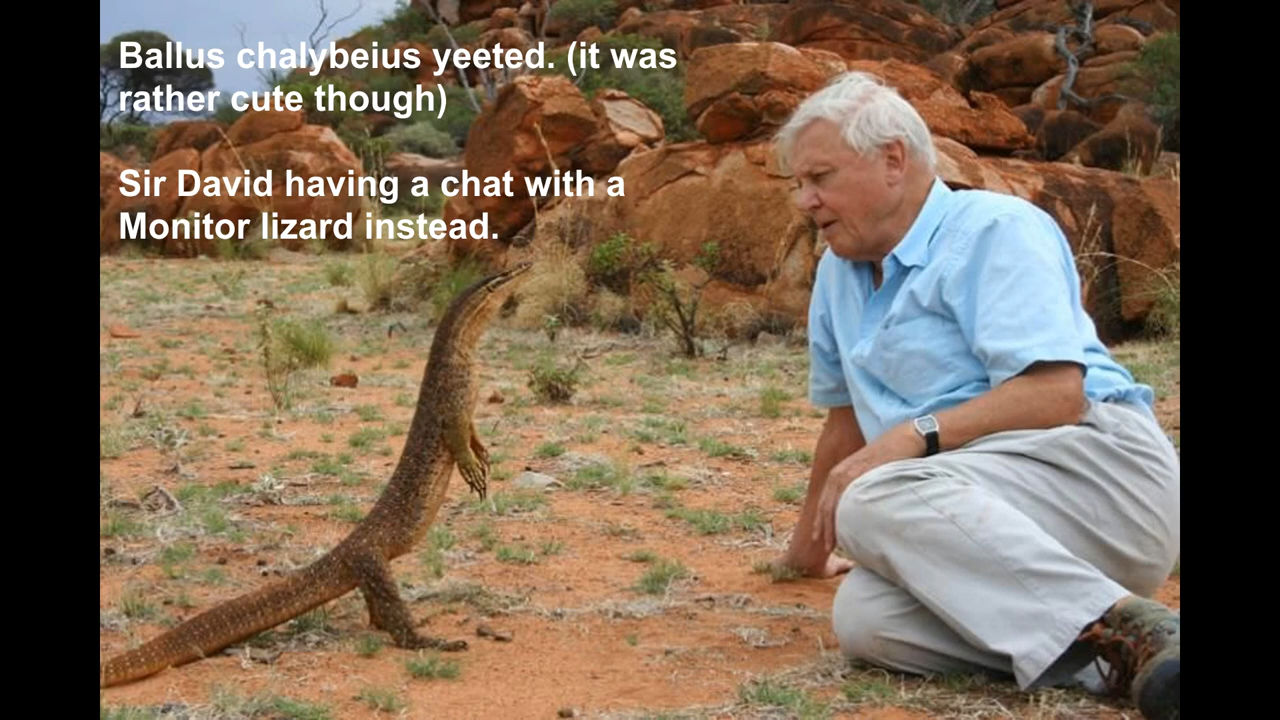 Ballus chalybeius yeeted. (it was
rather cute though)
Sir David having a chat with a
Monitor lizard instead.